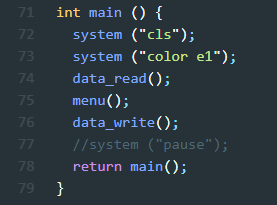 71 int main () {
72 system ("cls");
73 system ("color e1");
74 data_read();
75 menu();
76 data_write();
77 //system ("pause");
78 return main();
79 }